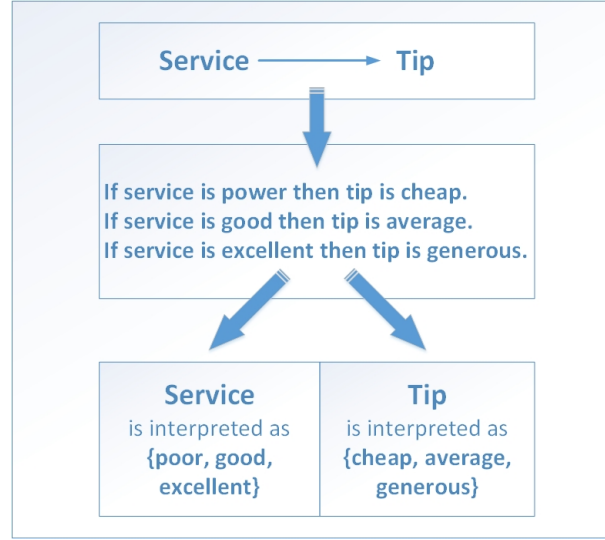 Service Tip
If service is power then tip is cheap.
If service is good then tip is average.
If service is excellent then tip is generous.
Service
is interpreted as
{poor, good,
excellent}
Tip
is interpreted as
{cheap, average,
generous}